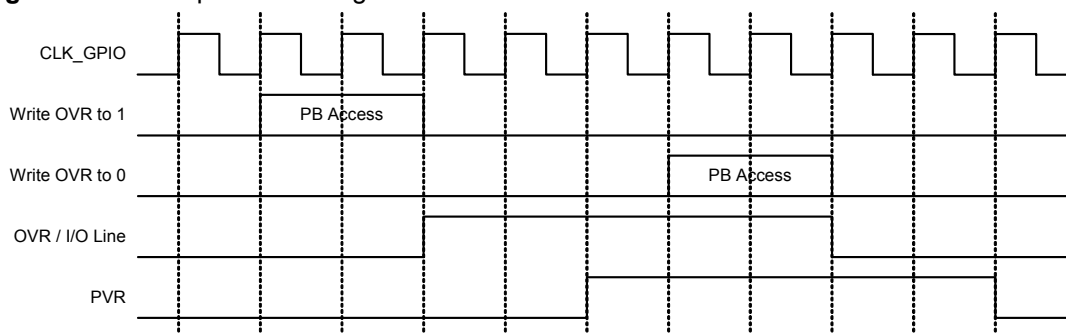 CLK_GPIO
Write OVR to 1
PB Access
Write OVR to 0
PB Access
OVR / I/O Line
PVR